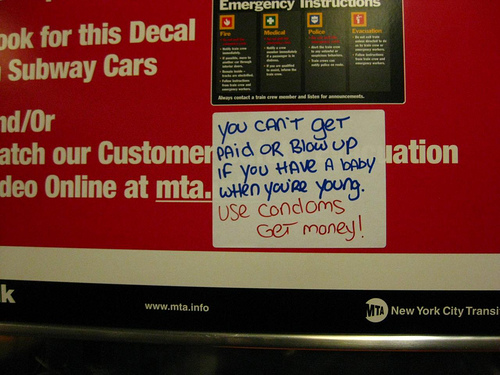 Emergency Instructions
ook for this Decal
Subway Cars
Fire
Medical
Police
Evacuation
Always contact a train crew member and listen for announcements.
nd/Or
atch our Customer
uation
deo Online at mta.
YOU CAN'T GET
PAID OR BLOW UP
IF YOU HAVE A BABY
WHEN YOU'RE YOUNG.
USE CONDOMS
GET MONEY!
k
www.mta.info
MTA
New York City Transi